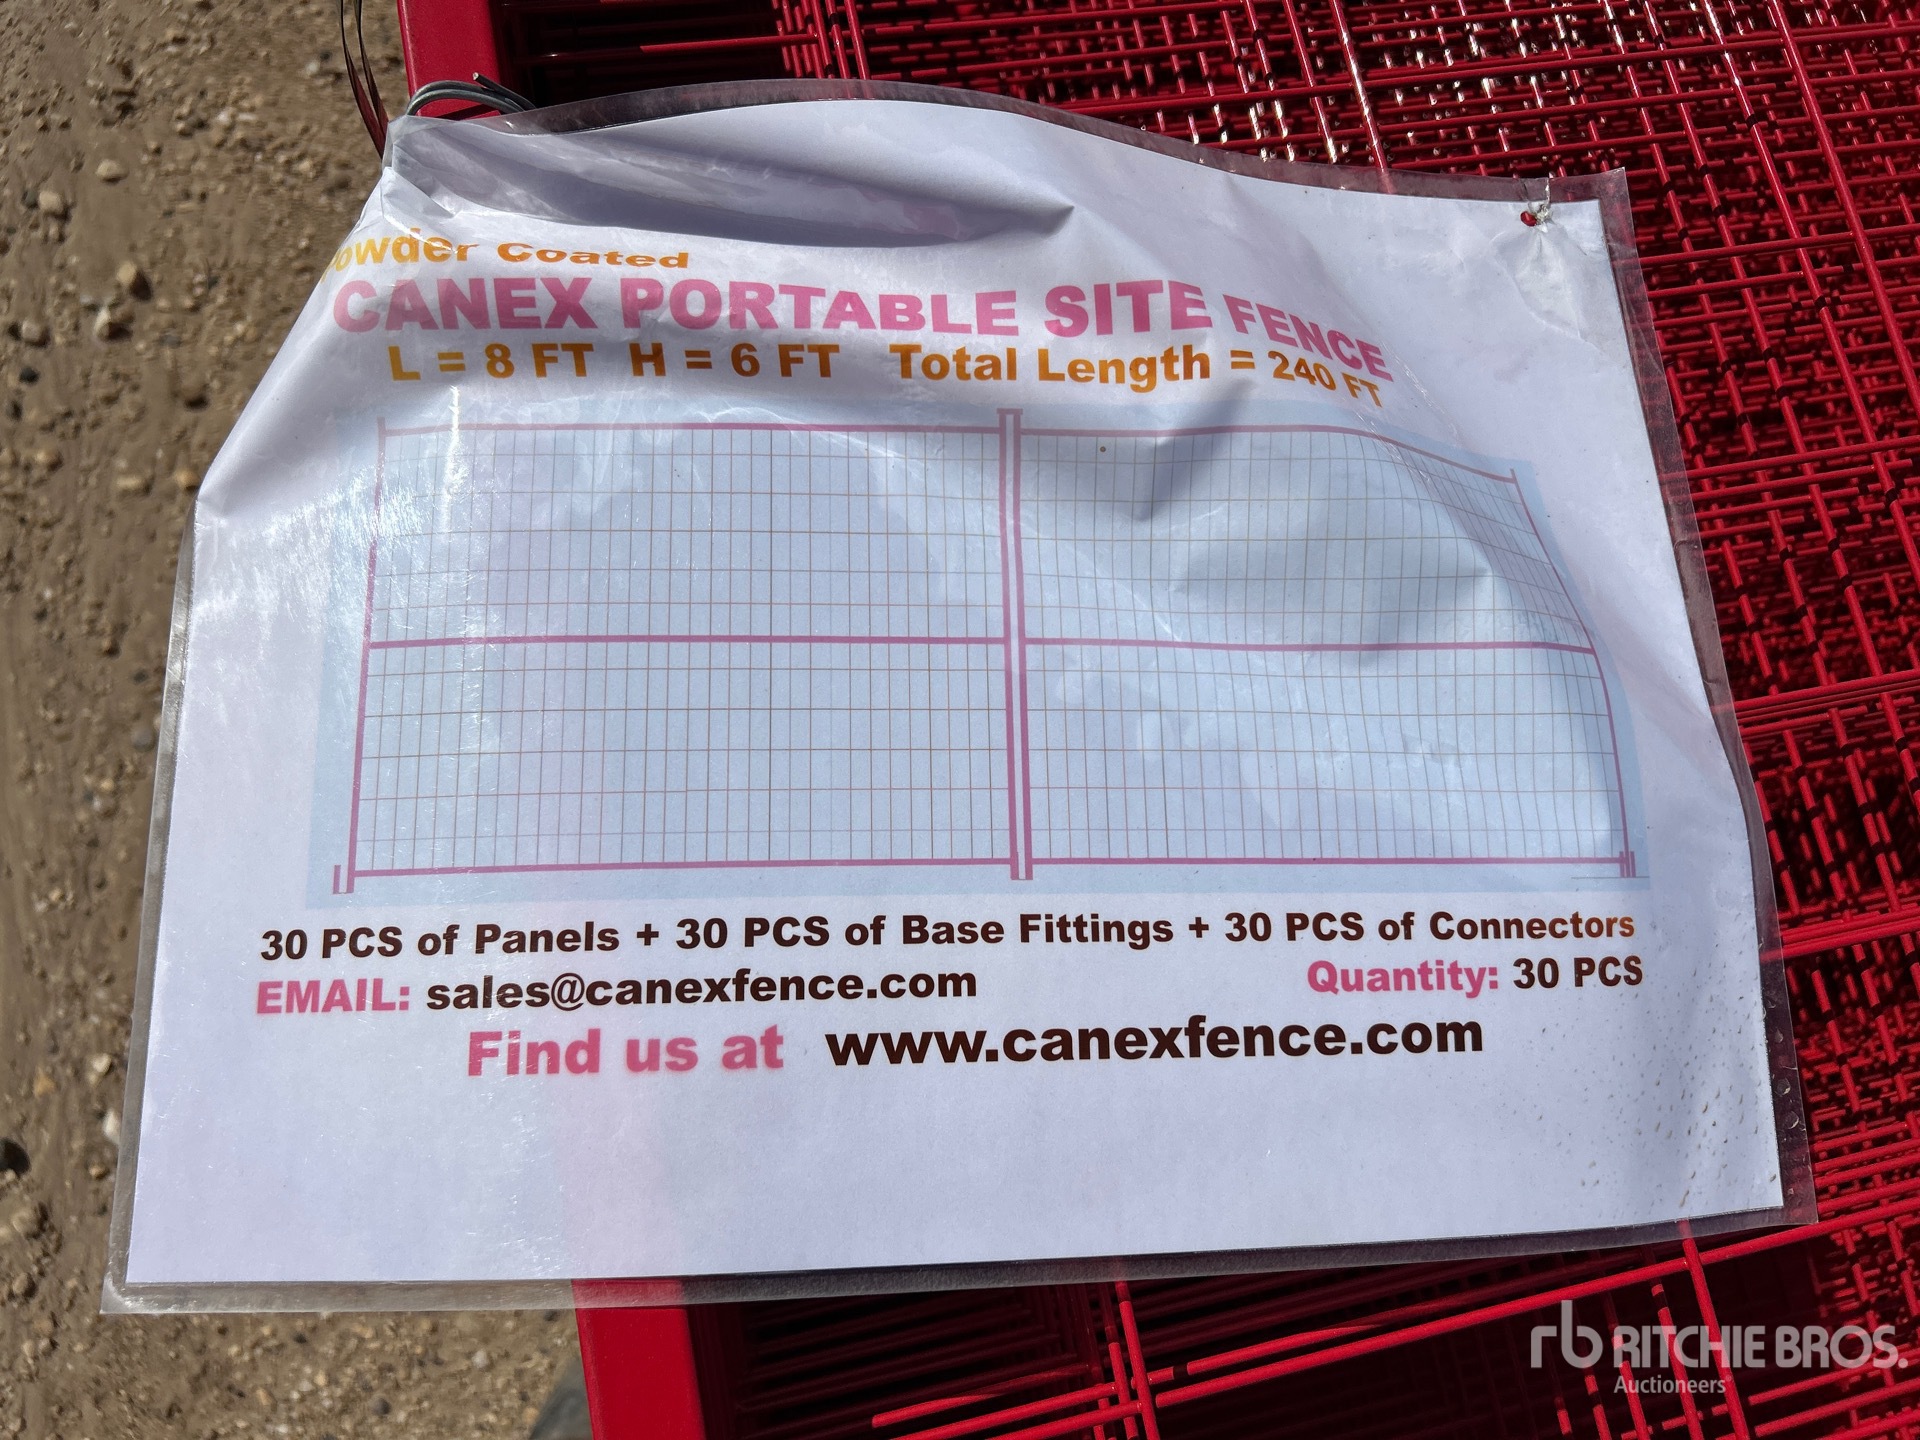 Powder Coated
CANEX PORTABLE SITE FENCE
L = 8 FT H = 6 FT Total Length = 240 FT
30 PCS of Panels + 30 PCS of Base Fittings + 30 PCS of Connectors
EMAIL: sales@canexfence.com Quantity: 30 PCS
Find us at www.canexfence.com
rb RITCHIE BROS.
Auctioneers